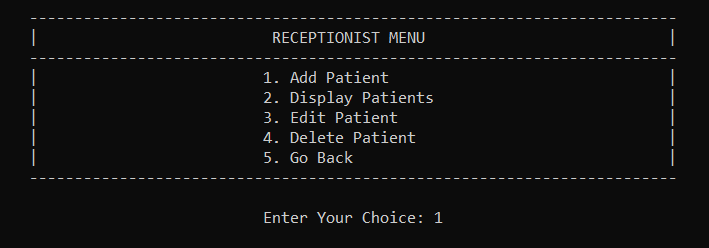 RECEPTIONIST MENU
1. Add Patient
2. Display Patients
3. Edit Patient
4. Delete Patient
5. Go Back
Enter Your Choice: 1